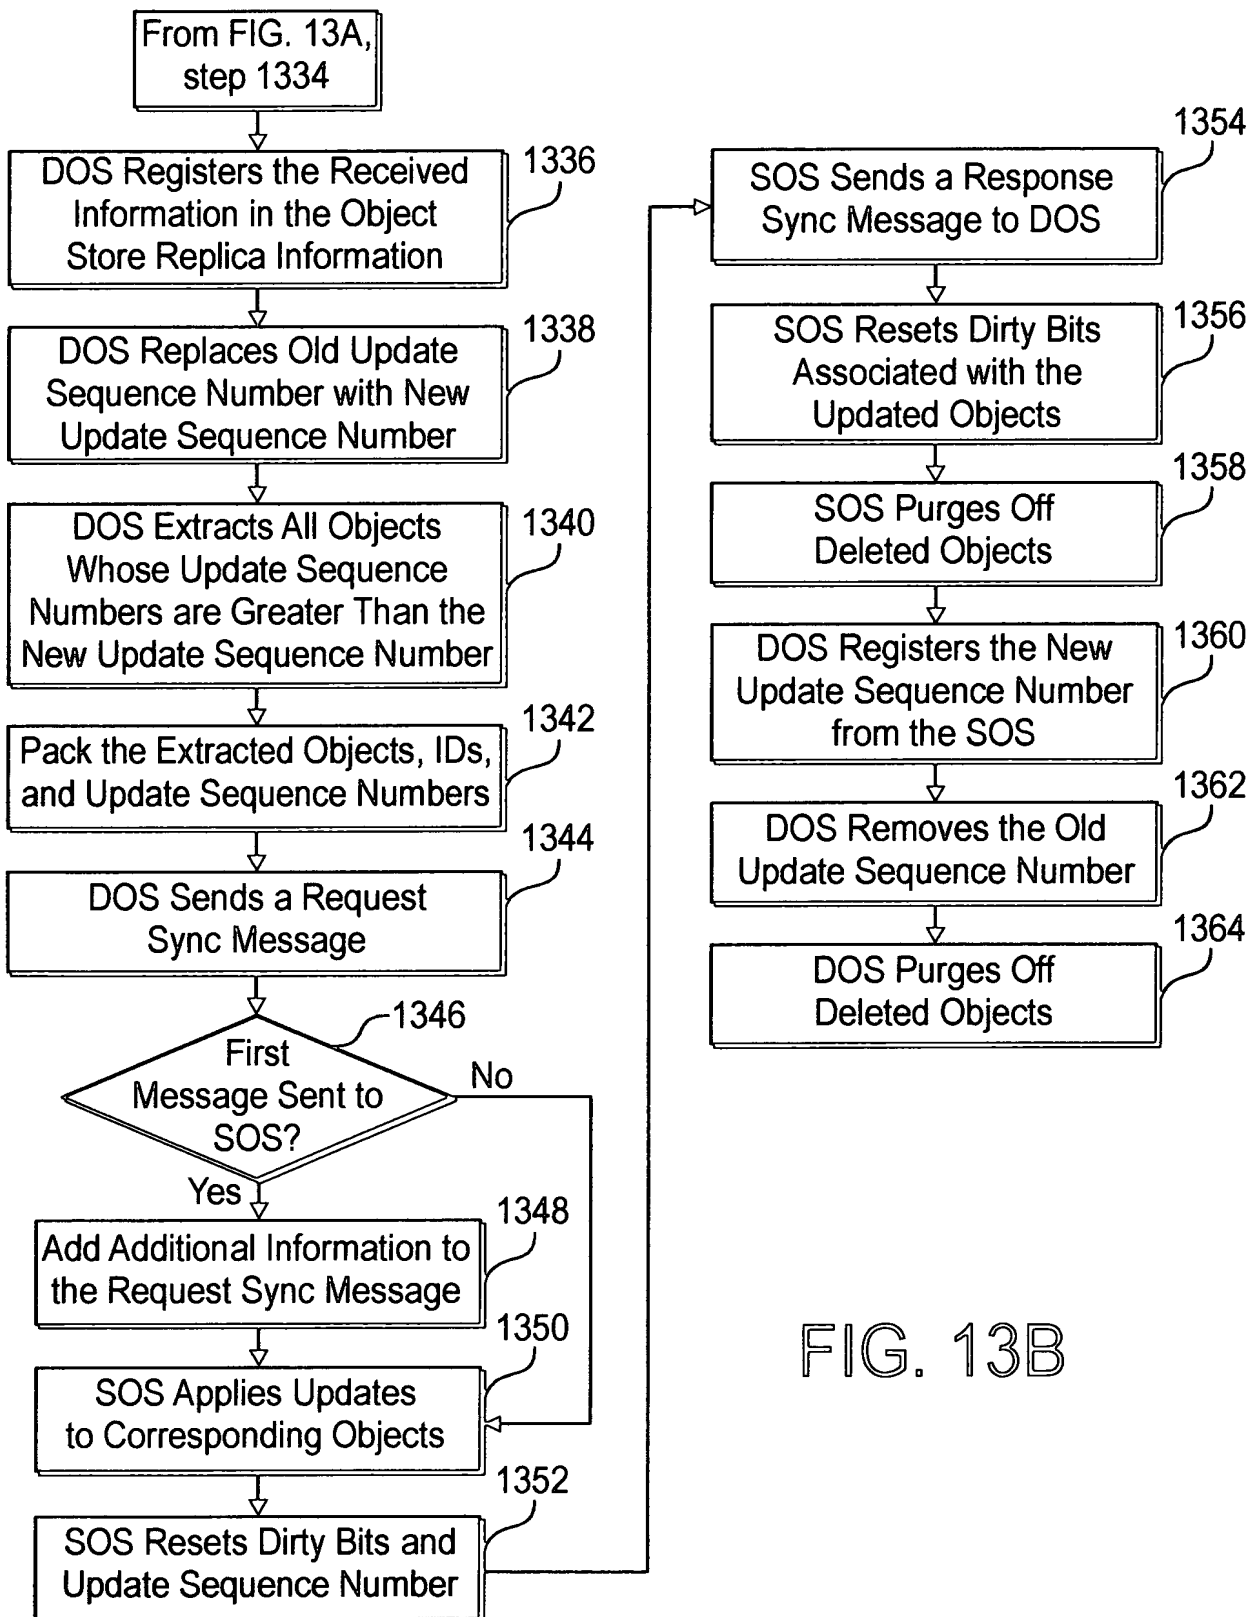 From FIG. 13A,
step 1334
DOS Registers the Received
Information in the Object
Store Replica Information
1336
DOS Replaces Old Update
Sequence Number with New
Update Sequence Number
1338
DOS Extracts All Objects
Whose Update Sequence
Numbers are Greater Than the
New Update Sequence Number
1340
Pack the Extracted Objects, IDs,
and Update Sequence Numbers
1342
DOS Sends a Request
Sync Message
1344
First
Message Sent to
SOS?
1346
No
Yes
Add Additional Information to
the Request Sync Message
1348
SOS Applies Updates
to Corresponding Objects
1350
SOS Resets Dirty Bits and
Update Sequence Number
1352
SOS Sends a Response
Sync Message to DOS
1354
SOS Resets Dirty Bits
Associated with the
Updated Objects
1356
SOS Purges Off
Deleted Objects
1358
DOS Registers the New
Update Sequence Number
from the SOS
1360
DOS Removes the Old
Update Sequence Number
1362
DOS Purges Off
Deleted Objects
1364
FIG. 13B